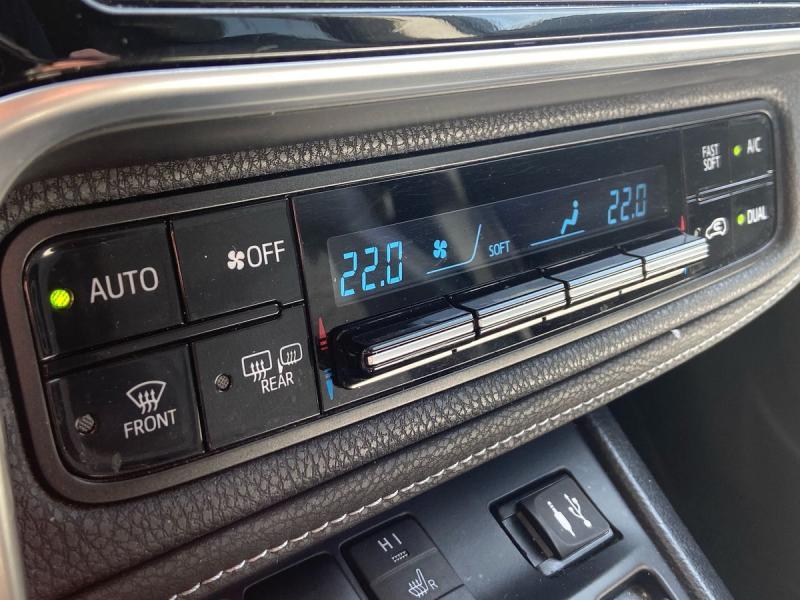 AUTO
OFF
FRONT
REAR
22.0
SOFT
22.0
FAST
SOFT
A/C
DUAL
HI
R